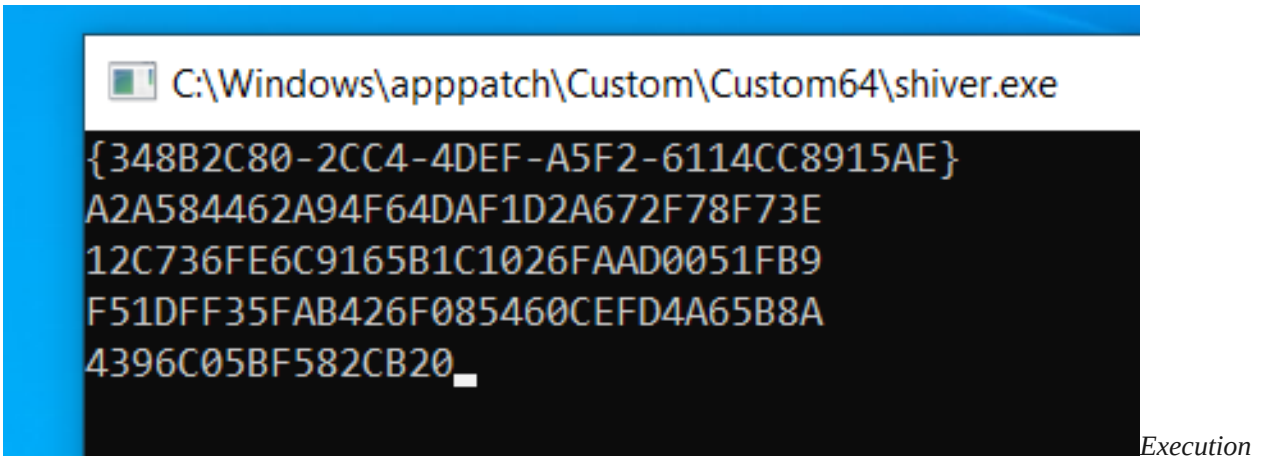 C:\Windows\apppatch\Custom\Custom64\shiver.exe
{348B2C80-2CC4-4DEF-A5F2-6114CC8915AE}
A2A584462A94F64DAF1D2A672F78F73E
12C736FE6C9165B1C1026FAAD0051FB9
F51DFF35FAB426F085460CEFD4A65B8A
4396C05BF582CB20
Execution